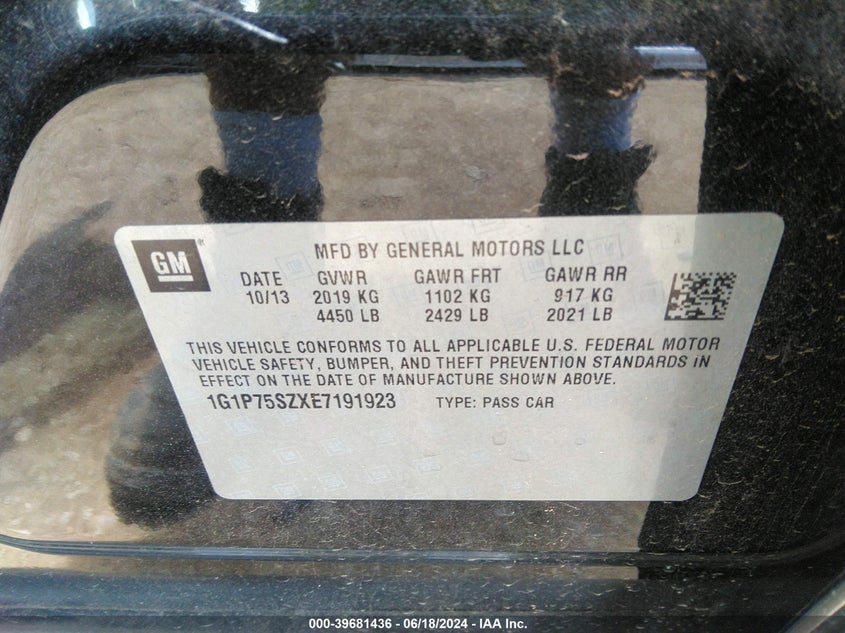 GM
MFD BY GENERAL MOTORS LLC
DATE GVWR GAWR FRT GAWR RR
10/13 2019 KG 1102 KG 917 KG
4450 LB 2429 LB 2021 LB
THIS VEHICLE CONFORMS TO ALL APPLICABLE U.S. FEDERAL MOTOR
VEHICLE SAFETY, BUMPER, AND THEFT PREVENTION STANDARDS IN
EFFECT ON THE DATE OF MANUFACTURE SHOWN ABOVE.
1G1P75SZXE7191923 TYPE: PASS CAR
000-39681436 - 06/18/2024 - IAA Inc.